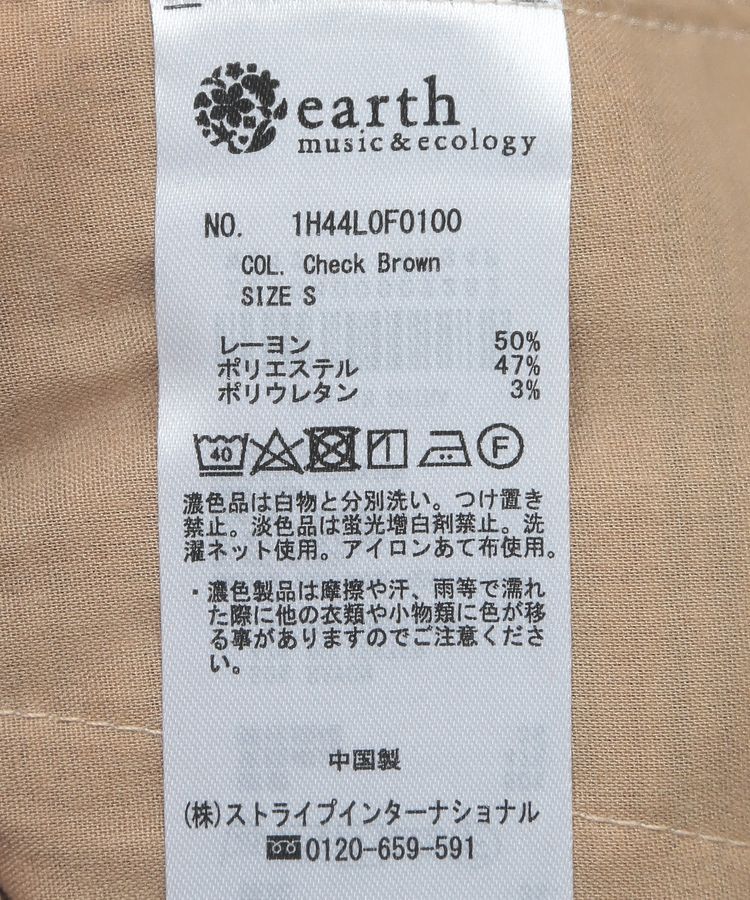 earth
music&ecology
NO. 1H44L0F0100
COL. Check Brown
SIZE S
レーヨン 50%
ポリエステル 47%
ポリウレタン 3%
40 F
濃色品は白物と分別洗い。つけ置き
禁止。淡色品は蛍光増白剤禁止。洗
濯ネット使用。アイロンあて布使用。
・濃色製品は摩擦や汗、雨等で濡れ
た際に他の衣類や小物類に色が移
る事がありますのでご注意くださ
い。
中国製
(株)ストライプインターナショナル
0120-659-591